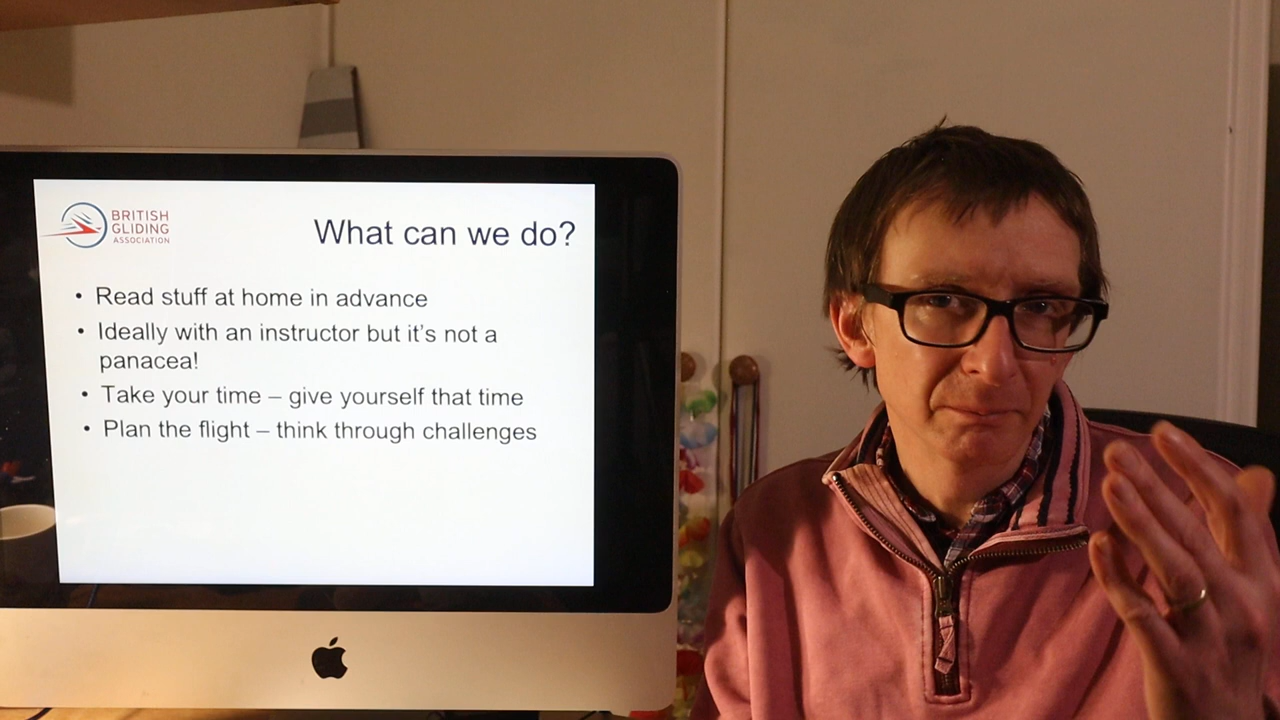 BRITISH
GLIDING
ASSOCIATION
What can we do?
• Read stuff at home in advance
• Ideally with an instructor but it's not a
panacea!
• Take your time – give yourself that time
• Plan the flight – think through challenges